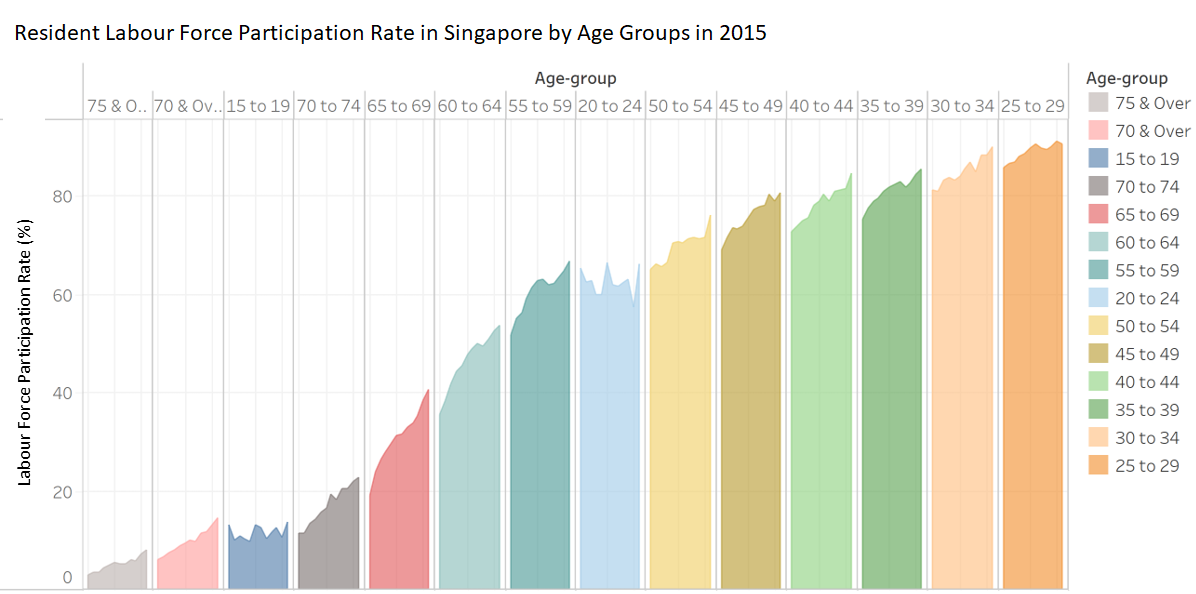 Resident Labour Force Participation Rate in Singapore by Age Groups in 2015
Age-group
75 & O.. 70 & Ov.. 15 to 19 70 to 74 65 to 69 60 to 64 55 to 59 20 to 24 50 to 54 45 to 49 40 to 44 35 to 39 30 to 34 25 to 29
Labour Force Participation Rate (%)
80
60
40
20
0
Age-group
75 & Over
70 & Over
15 to 19
70 to 74
65 to 69
60 to 64
55 to 59
20 to 24
50 to 54
45 to 49
40 to 44
35 to 39
30 to 34
25 to 29